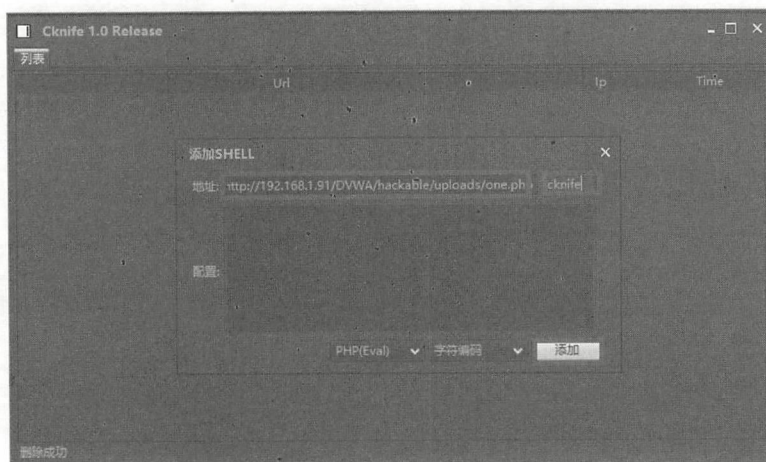 Cknife 1.0 Release
列表
Url Ip Time
添加SHELL
地址: http://192.168.1.91/DVWA/hackable/uploads/one.ph cknife
配置:
PHP(Eval) 字符编码 添加
删除成功